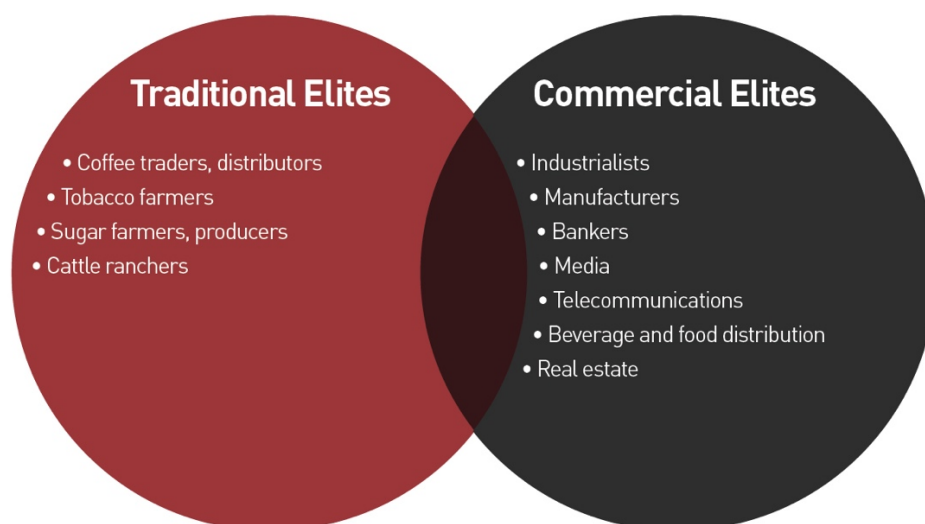 Traditional Elites
• Coffee traders, distributors
• Tobacco farmers
• Sugar farmers, producers
• Cattle ranchers
Commercial Elites
• Industrialists
• Manufacturers
• Bankers
• Media
• Telecommunications
• Beverage and food distribution
• Real estate